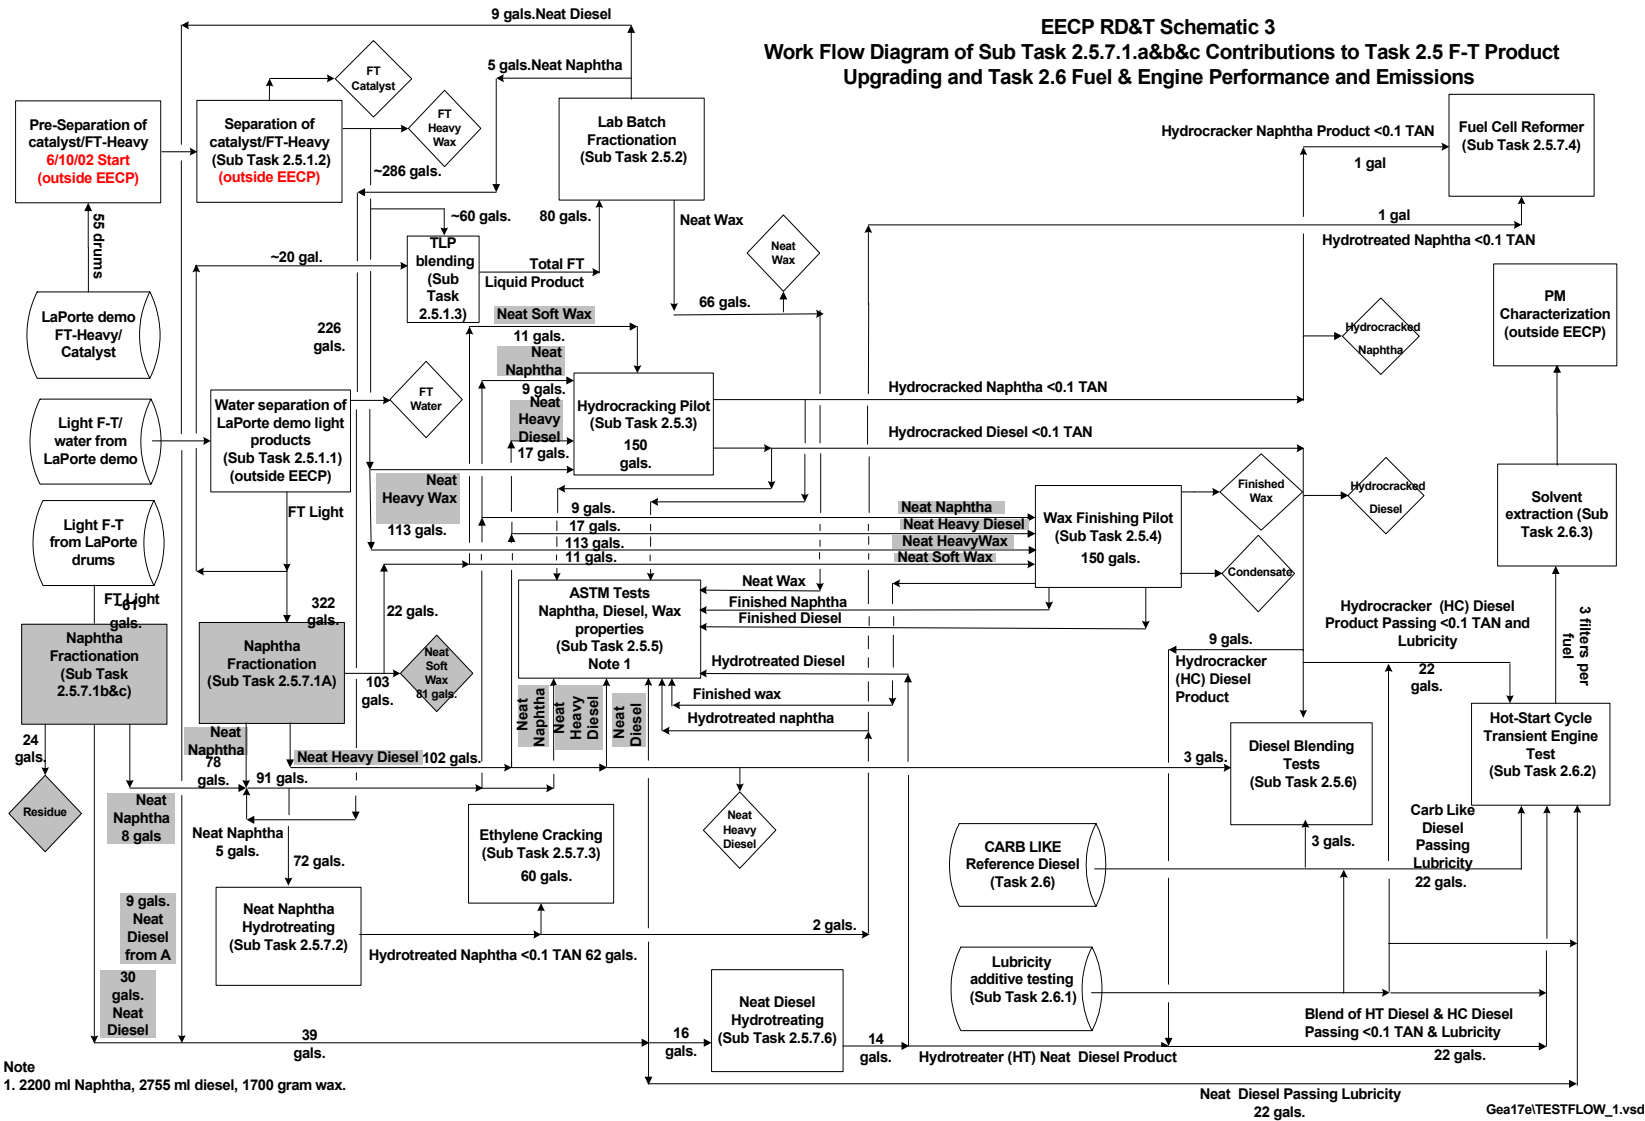 EECP RD&T Schematic 3
Work Flow Diagram of Sub Task 2.5.7.1.a&b&c Contributions to Task 2.5 F-T Product
Upgrading and Task 2.6 Fuel & Engine Performance and Emissions
9 gals.Neat Diesel
5 gals.Neat Naphtha
FT
Catalyst
FT
Heavy
Wax
Pre-Separation of
catalyst/FT-Heavy
6/10/02 Start
(outside EECP)
Separation of
catalyst/FT-Heavy
(Sub Task 2.5.1.2)
(outside EECP)
Lab Batch
Fractionation
(Sub Task 2.5.2)
Hydrocracker Naphtha Product <0.1 TAN
1 gal
Fuel Cell Reformer
(Sub Task 2.5.7.4)
~286 gals.
~60 gals.
80 gals.
Neat Wax
1 gal
Hydrotreated Naphtha <0.1 TAN
55 drums
~20 gal.
TLP
blending
(Sub
Task
2.5.1.3)
Total FT
Liquid Product
Neat
Wax
66 gals.
LaPorte demo
FT-Heavy/
Catalyst
226
gals.
Neat Soft Wax
11 gals.
Neat
Naphtha
9 gals.
Neat
Heavy
Diesel
17 gals.
PM
Characterization
(outside EECP)
Hydrocracked
Naphtha
Light F-T/
water from
LaPorte demo
Water separation of
LaPorte demo light
products
(Sub Task 2.5.1.1)
(outside EECP)
FT
Water
Hydrocracking Pilot
(Sub Task 2.5.3)
150
gals.
Hydrocracked Naphtha <0.1 TAN
Hydrocracked Diesel <0.1 TAN
Neat
Heavy Wax
113 gals.
Light F-T
from LaPorte
drums
FT Light
9 gals.
17 gals.
113 gals.
11 gals.
Neat Naphtha
Neat Heavy Diesel
Neat HeavyWax
Neat Soft Wax
Wax Finishing Pilot
(Sub Task 2.5.4)
150 gals.
Finished
Wax
Condensate
Hydrocracked
Diesel
Solvent
extraction (Sub
Task 2.6.3)
3 filters per
fuel
FT Light
61
gals.
322
gals.
22 gals.
Naphtha
Fractionation
(Sub Task
2.5.7.1b&c)
Naphtha
Fractionation
(Sub Task 2.5.7.1A)
Neat
Soft
Wax
81 gals.
103
gals.
ASTM Tests
Naphtha, Diesel, Wax
properties
(Sub Task 2.5.5)
Note 1
Neat Wax
Finished Naphtha
Finished Diesel
Hydrotreated Diesel
Finished wax
Hydrotreated naphtha
Hydrocracker (HC) Diesel
Product Passing <0.1 TAN and
Lubricity
9 gals.
Hydrocracker
(HC) Diesel
Product
22
gals.
Neat
Naphtha
Neat
Heavy
Diesel
Neat
Diesel
24
gals.
Residue
Neat
Naphtha
78
gals.
Neat Heavy Diesel
102 gals.
91 gals.
3 gals.
Diesel Blending
Tests
(Sub Task 2.5.6)
Hot-Start Cycle
Transient Engine
Test
(Sub Task 2.6.2)
Neat
Naphtha
8 gals
Neat Naphtha
5 gals.
72 gals.
Ethylene Cracking
(Sub Task 2.5.7.3)
60 gals.
Neat
Heavy
Diesel
CARB LIKE
Reference Diesel
(Task 2.6)
3 gals.
Carb Like
Diesel
Passing
Lubricity
22 gals.
9 gals.
Neat
Diesel
from A
Neat Naphtha
Hydrotreating
(Sub Task 2.5.7.2)
Hydrotreated Naphtha <0.1 TAN 62 gals.
2 gals.
Lubricity
additive testing
(Sub Task 2.6.1)
30
gals.
Neat
Diesel
39
gals.
16
gals.
Neat Diesel
Hydrotreating
(Sub Task 2.5.7.6)
14
gals.
Hydrotreater (HT) Neat Diesel Product
Blend of HT Diesel & HC Diesel
Passing <0.1 TAN & Lubricity
22 gals.
Neat Diesel Passing Lubricity
22 gals.
Note
1. 2200 ml Naphtha, 2755 ml diesel, 1700 gram wax.
Gea17e\TESTFLOW_1.vsd